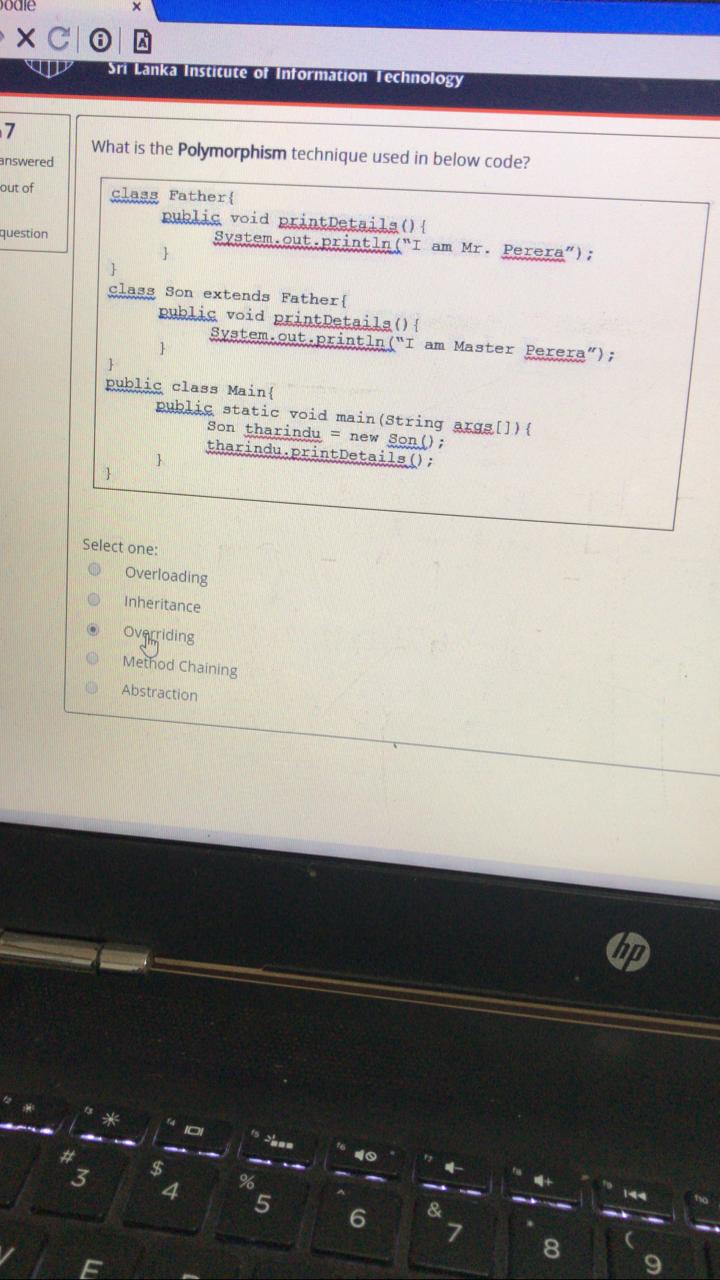 Sri Lanka Institute of Information Technology
7
answered
out of
question
What is the Polymorphism technique used in below code?
class Father{
public void printDetails(){
System.out.println(“I am Mr. Perera”);
}
}
class Son extends Father{
public void printDetails(){
System.out.println(“I am Master Perera”);
}
}
public class Main{
public static void main(String args[]){
Son tharindu = new Son();
tharindu.printDetails();
}
}
Select one:
Overloading
Inheritance
Overriding
Method Chaining
Abstraction
hp
f2 f3 f4 f5 f6 f7 f8 f9 f10
# 3 $ 4 % 5 ^ 6 & 7 * 8 ( 9
E